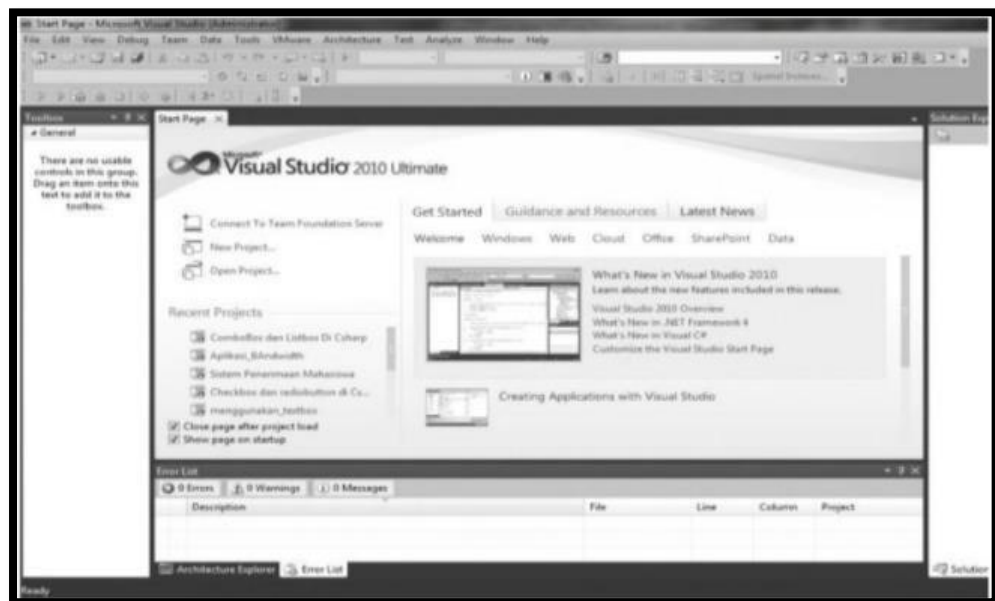 Start Page - Microsoft Visual Studio (Administrator)
File Edit View Debug Team Data Tools VMware Architecture Test Analyze Window Help
Toolbox
General
There are no usable
controls in this group.
Drag an item onto this
text to add it to the
toolbox.
Start Page
Microsoft
Visual Studio 2010 Ultimate
Connect To Team Foundation Server
New Project...
Open Project...
Recent Projects
ComboBox dan Listbox Di Csharp
Aplikasi_BAndwidth
Sistem Penerimaan Mahasiswa
Checkbox dan radiobutton di Cs...
menggunakan_textbox
Close page after project load
Show page on startup
Get Started Guidance and Resources Latest News
Welcome Windows Web Cloud Office SharePoint Data
What's New in Visual Studio 2010
Learn about the new features included in this release.
Visual Studio 2010 Overview
What's New in .NET Framework 4
What's New in Visual C#
Customize the Visual Studio Start Page
Creating Applications with Visual Studio
Solution Exp
Error List
0 Errors 0 Warnings 0 Messages
Description File Line Column Project
Architecture Explorer Error List
Solution
Ready